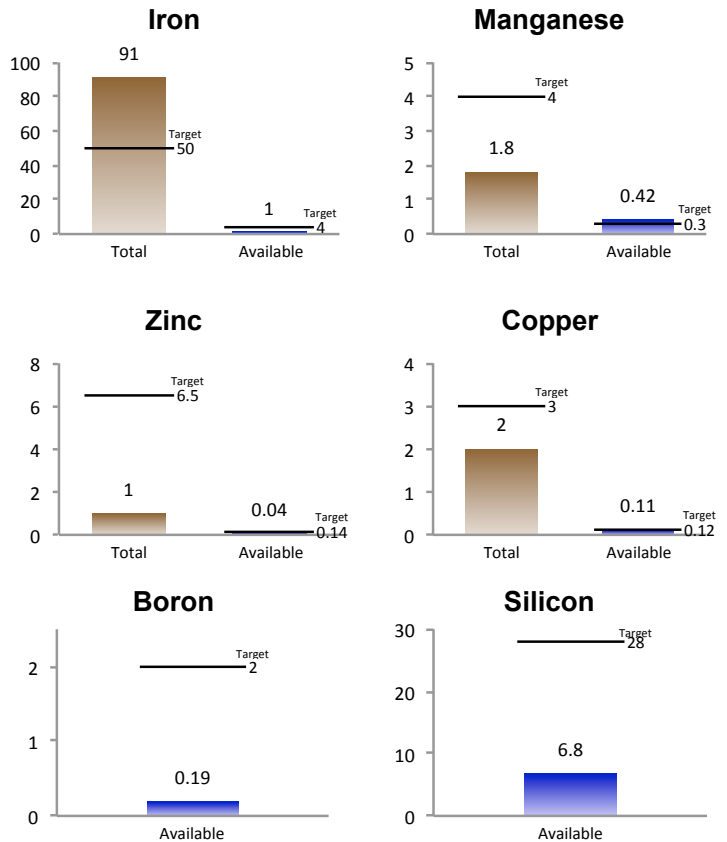 Iron
100
80
60
40
20
0
91
Target
50
1
Target
4
Total
Available
Manganese
5
4
3
2
1
0
Target
4
1.8
0.42
Target
0.3
Total
Available
Zinc
8
6
4
2
0
Target
6.5
1
0.04
Target
0.14
Total
Available
Copper
4
3
2
1
0
Target
3
2
0.11
Target
0.12
Total
Available
Boron
2
1
0
Target
2
0.19
Available
Silicon
30
20
10
0
Target
28
6.8
Available